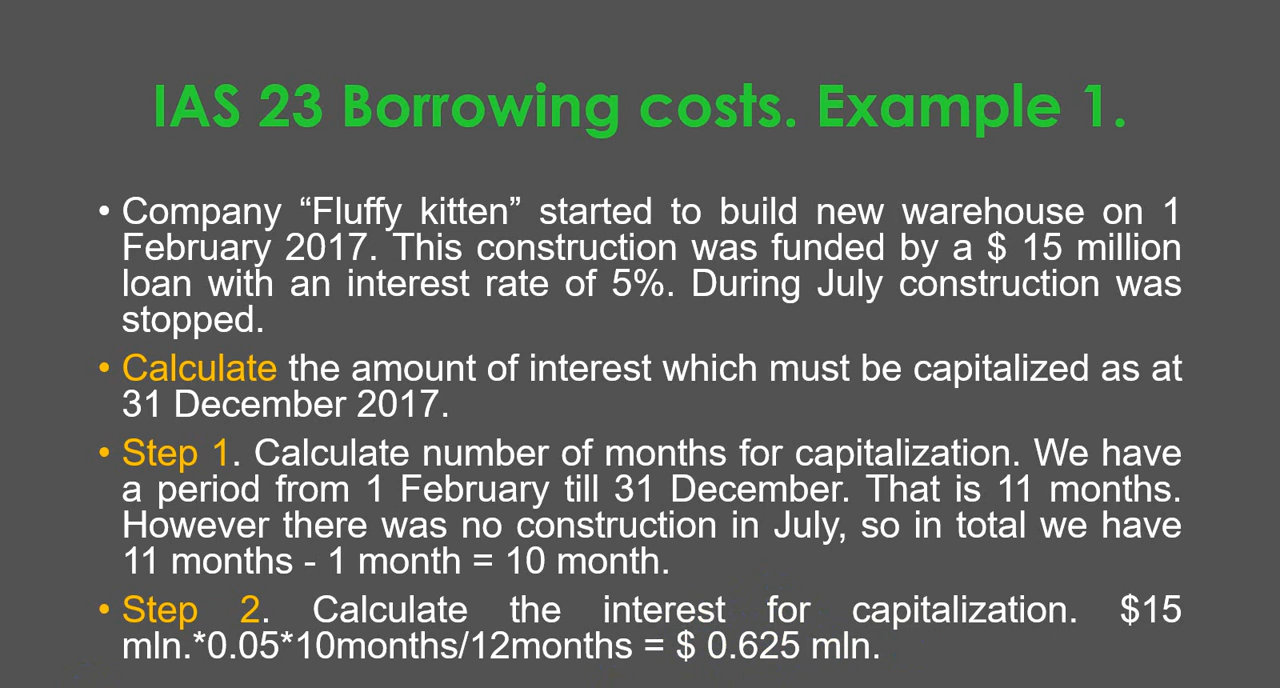 IAS 23 Borrowing costs. Example 1.
• Company “Fluffy kitten” started to build new warehouse on 1
February 2017. This construction was funded by a $ 15 million
loan with an interest rate of 5%. During July construction was
stopped.
• Calculate the amount of interest which must be capitalized as at
31 December 2017.
• Step 1. Calculate number of months for capitalization. We have
a period from 1 February till 31 December. That is 11 months.
However there was no construction in July, so in total we have
11 months - 1 month = 10 month.
• Step 2. Calculate the interest for capitalization. $15
mln.*0.05*10months/12months = $ 0.625 mln.